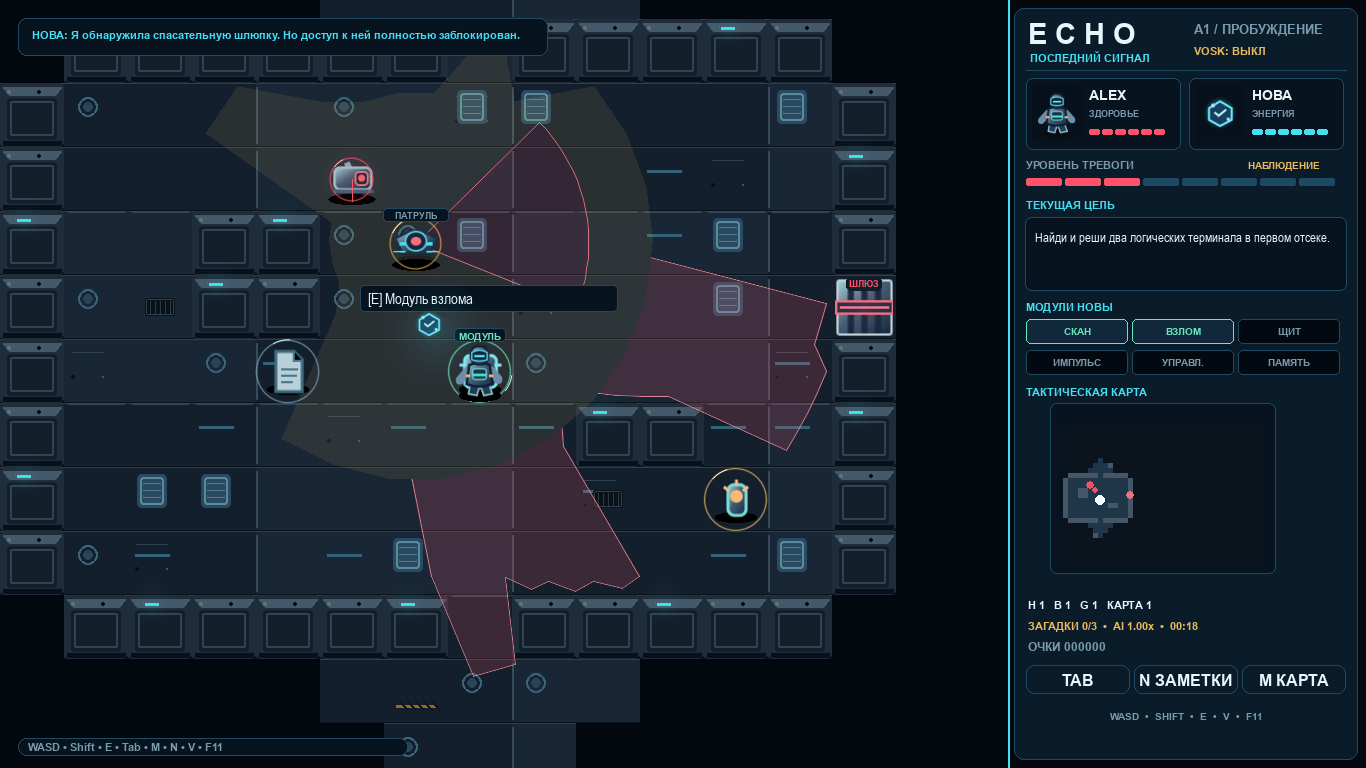 НОВА: Я обнаружила спасательную шлюпку. Но доступ к ней полностью заблокирован.
ПАТРУЛЬ
[E] Модуль взлома
МОДУЛЬ
ШЛЮЗ
WASD • Shift • E • Tab • M • N • V • F11
ECHO
ПОСЛЕДНИЙ СИГНАЛ
A1 / ПРОБУЖДЕНИЕ
VOSK: ВЫКЛ
ALEX
ЗДОРОВЬЕ
НОВА
ЭНЕРГИЯ
УРОВЕНЬ ТРЕВОГИ
НАБЛЮДЕНИЕ
ТЕКУЩАЯ ЦЕЛЬ
Найди и реши два логических терминала в первом отсеке.
МОДУЛИ НОВЫ
СКАН
ВЗЛОМ
ЩИТ
ИМПУЛЬС
УПРАВЛ.
ПАМЯТЬ
ТАКТИЧЕСКАЯ КАРТА
H 1 B 1 G 1 КАРТА 1
ЗАГАДКИ 0/3 • AI 1.00x • 00:18
ОЧКИ 000000
TAB
N ЗАМЕТКИ
M КАРТА
WASD • SHIFT • E • V • F11